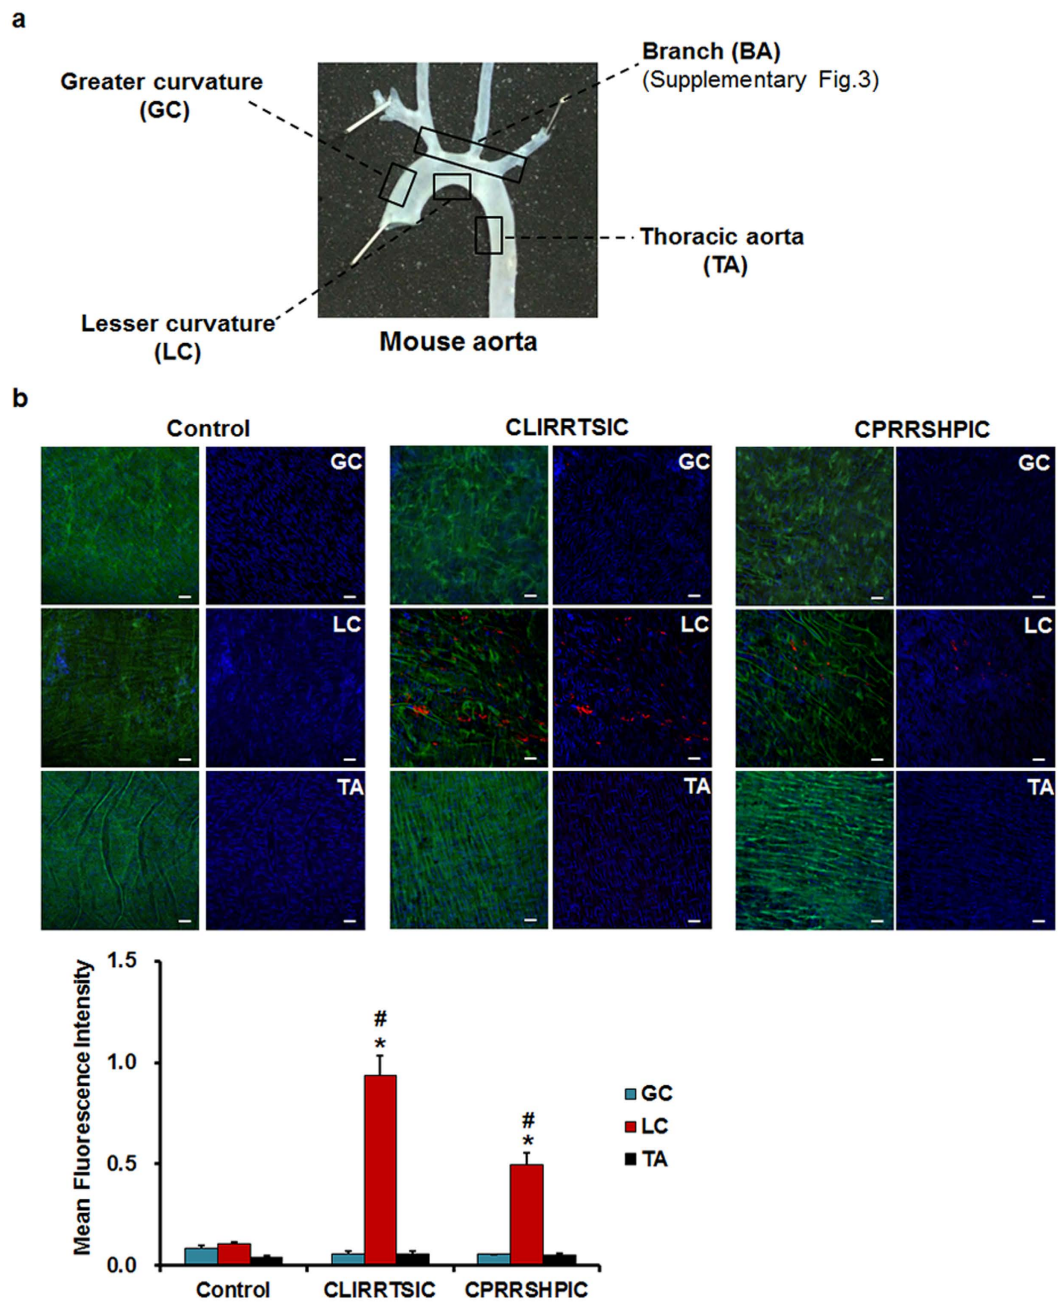 a
Branch (BA)
(Supplementary Fig.3)
Greater curvature
(GC)
Thoracic aorta
(TA)
Lesser curvature
(LC)
Mouse aorta
b
Control
CLIRRTSIC
CPRRSHPIC
GC
GC
GC
LC
LC
LC
TA
TA
TA
Mean Fluorescence Intensity
1.5
1.0
0.5
0.0
#
*
#
*
GC
LC
TA
Control
CLIRRTSIC
CPRRSHPIC